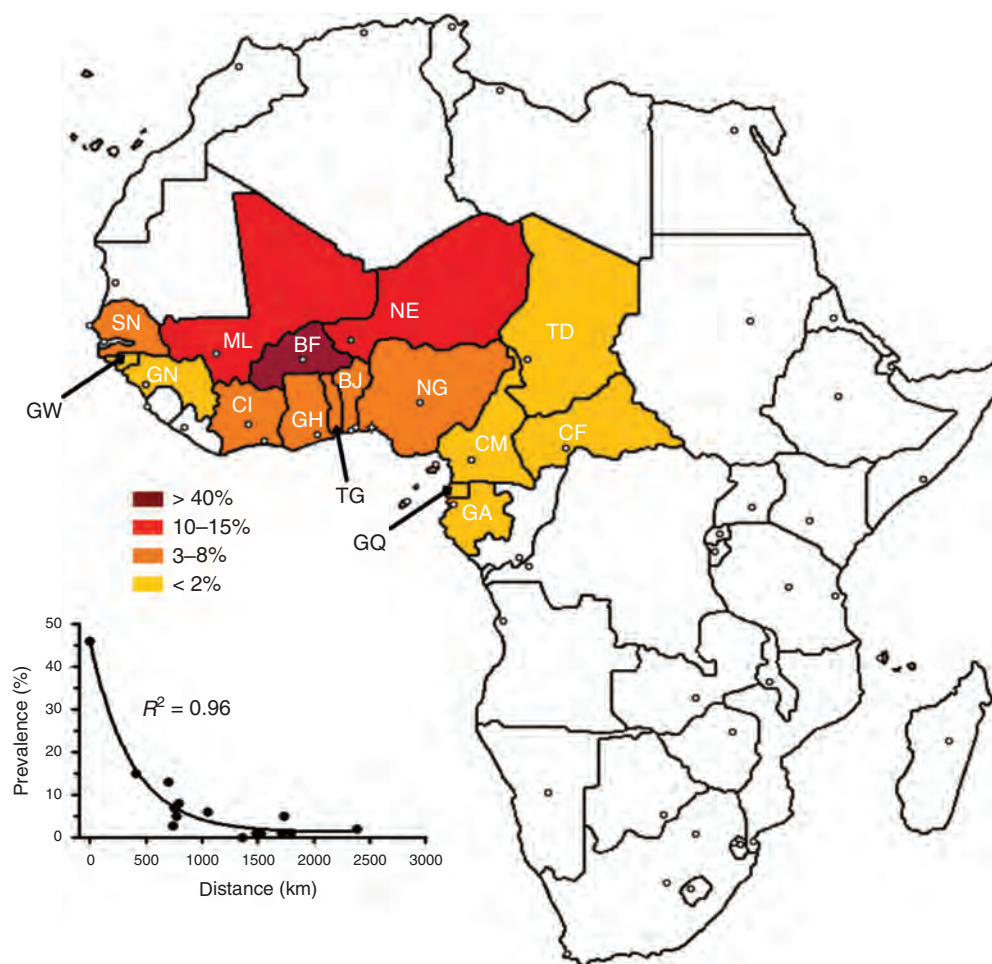 SN
ML
NE
TD
BF
GN
BJ
NG
GW
CI
GH
CM
CF
TG
GQ
GA
> 40%
10–15%
3–8%
< 2%
50
40
30
20
10
0
Prevalence (%)
R² = 0.96
0 500 1000 1500 2000 2500 3000
Distance (km)